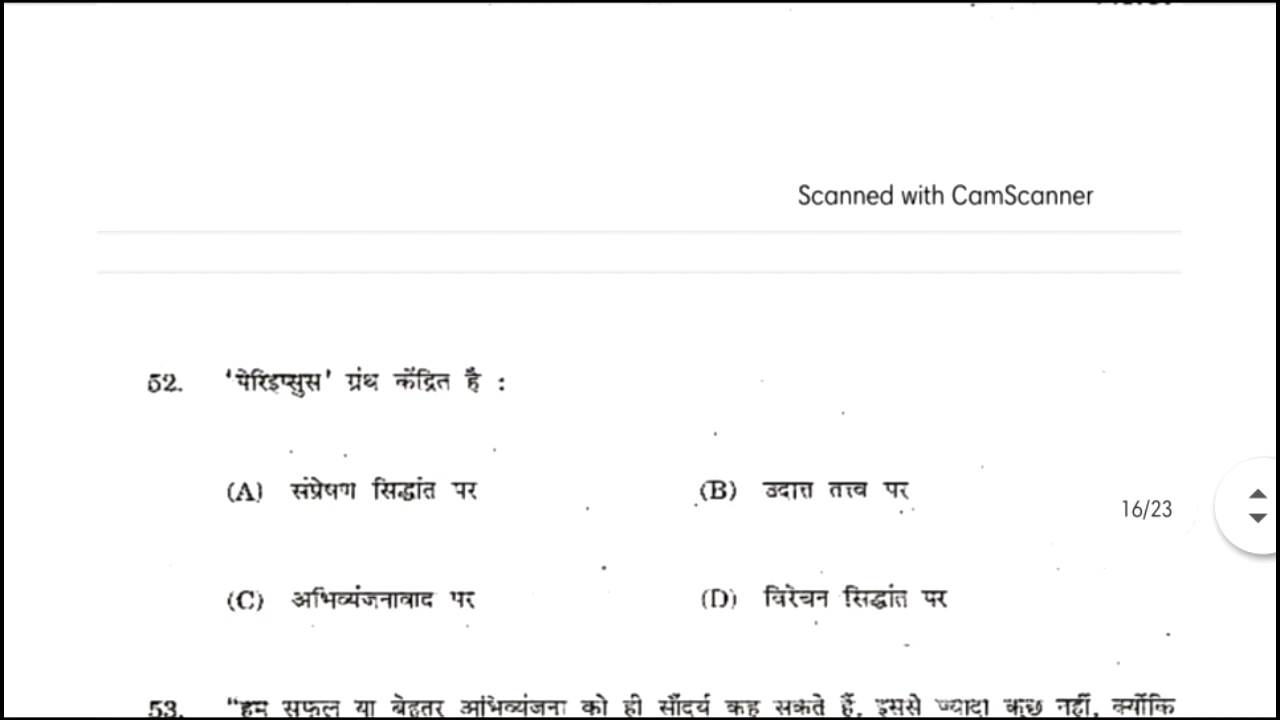 Scanned with CamScanner
52. 'पेरिइप्सुस' ग्रंथ केंद्रित है :
(A) संप्रेषण सिद्धांत पर (B) उदात्त तत्त्व पर
16/23
(C) अभिव्यंजनावाद पर (D) विरेचन सिद्धांत पर
53. "हम सफल या बेहतर अभिव्यंजना को ही सौंदर्य कह सकते हैं, इससे ज्यादा कुछ नहीं, क्योंकि